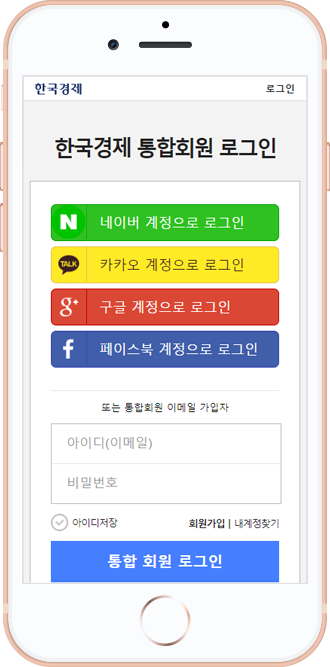 한국경제
로그인
한국경제 통합회원 로그인
N 네이버 계정으로 로그인
TALK 카카오 계정으로 로그인
g+ 구글 계정으로 로그인
f 페이스북 계정으로 로그인
또는 통합회원 이메일 가입자
아이디(이메일)
비밀번호
아이디저장
회원가입 | 내계정찾기
통합 회원 로그인